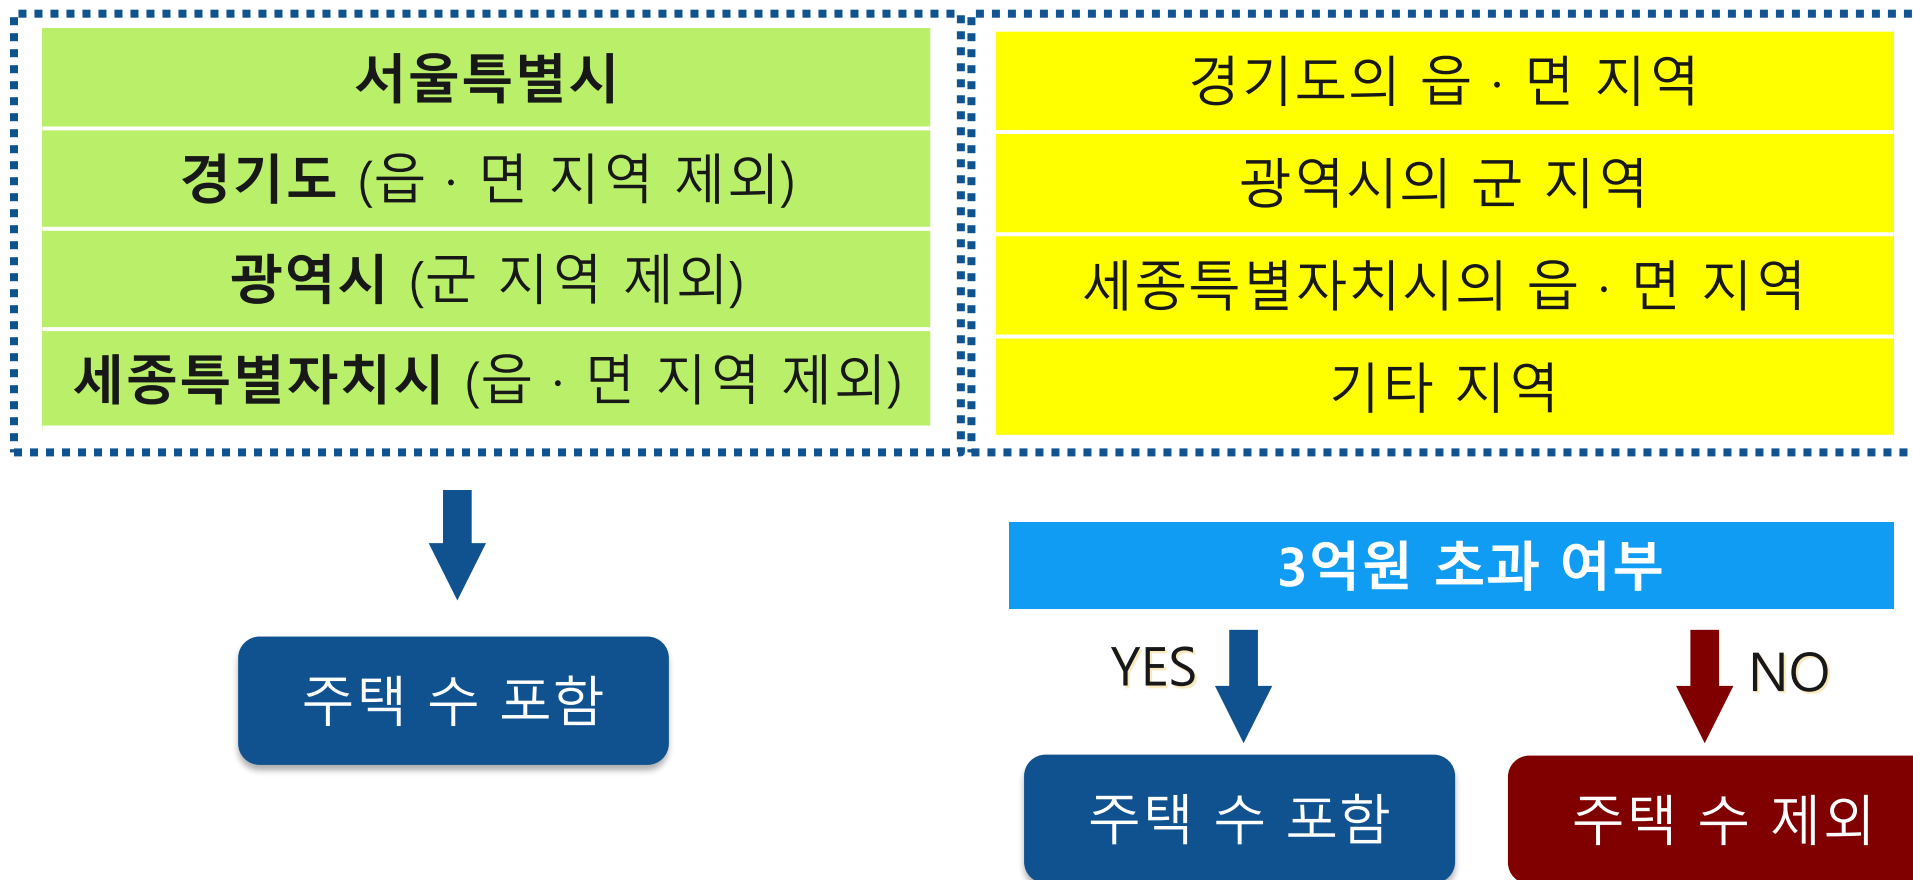 서울특별시
경기도 (읍 · 면 지역 제외)
광역시 (군 지역 제외)
세종특별자치시 (읍 · 면 지역 제외)
주택 수 포함
경기도의 읍 · 면 지역
광역시의 군 지역
세종특별자치시의 읍 · 면 지역
기타 지역
3억원 초과 여부
YES
NO
주택 수 포함
주택 수 제외